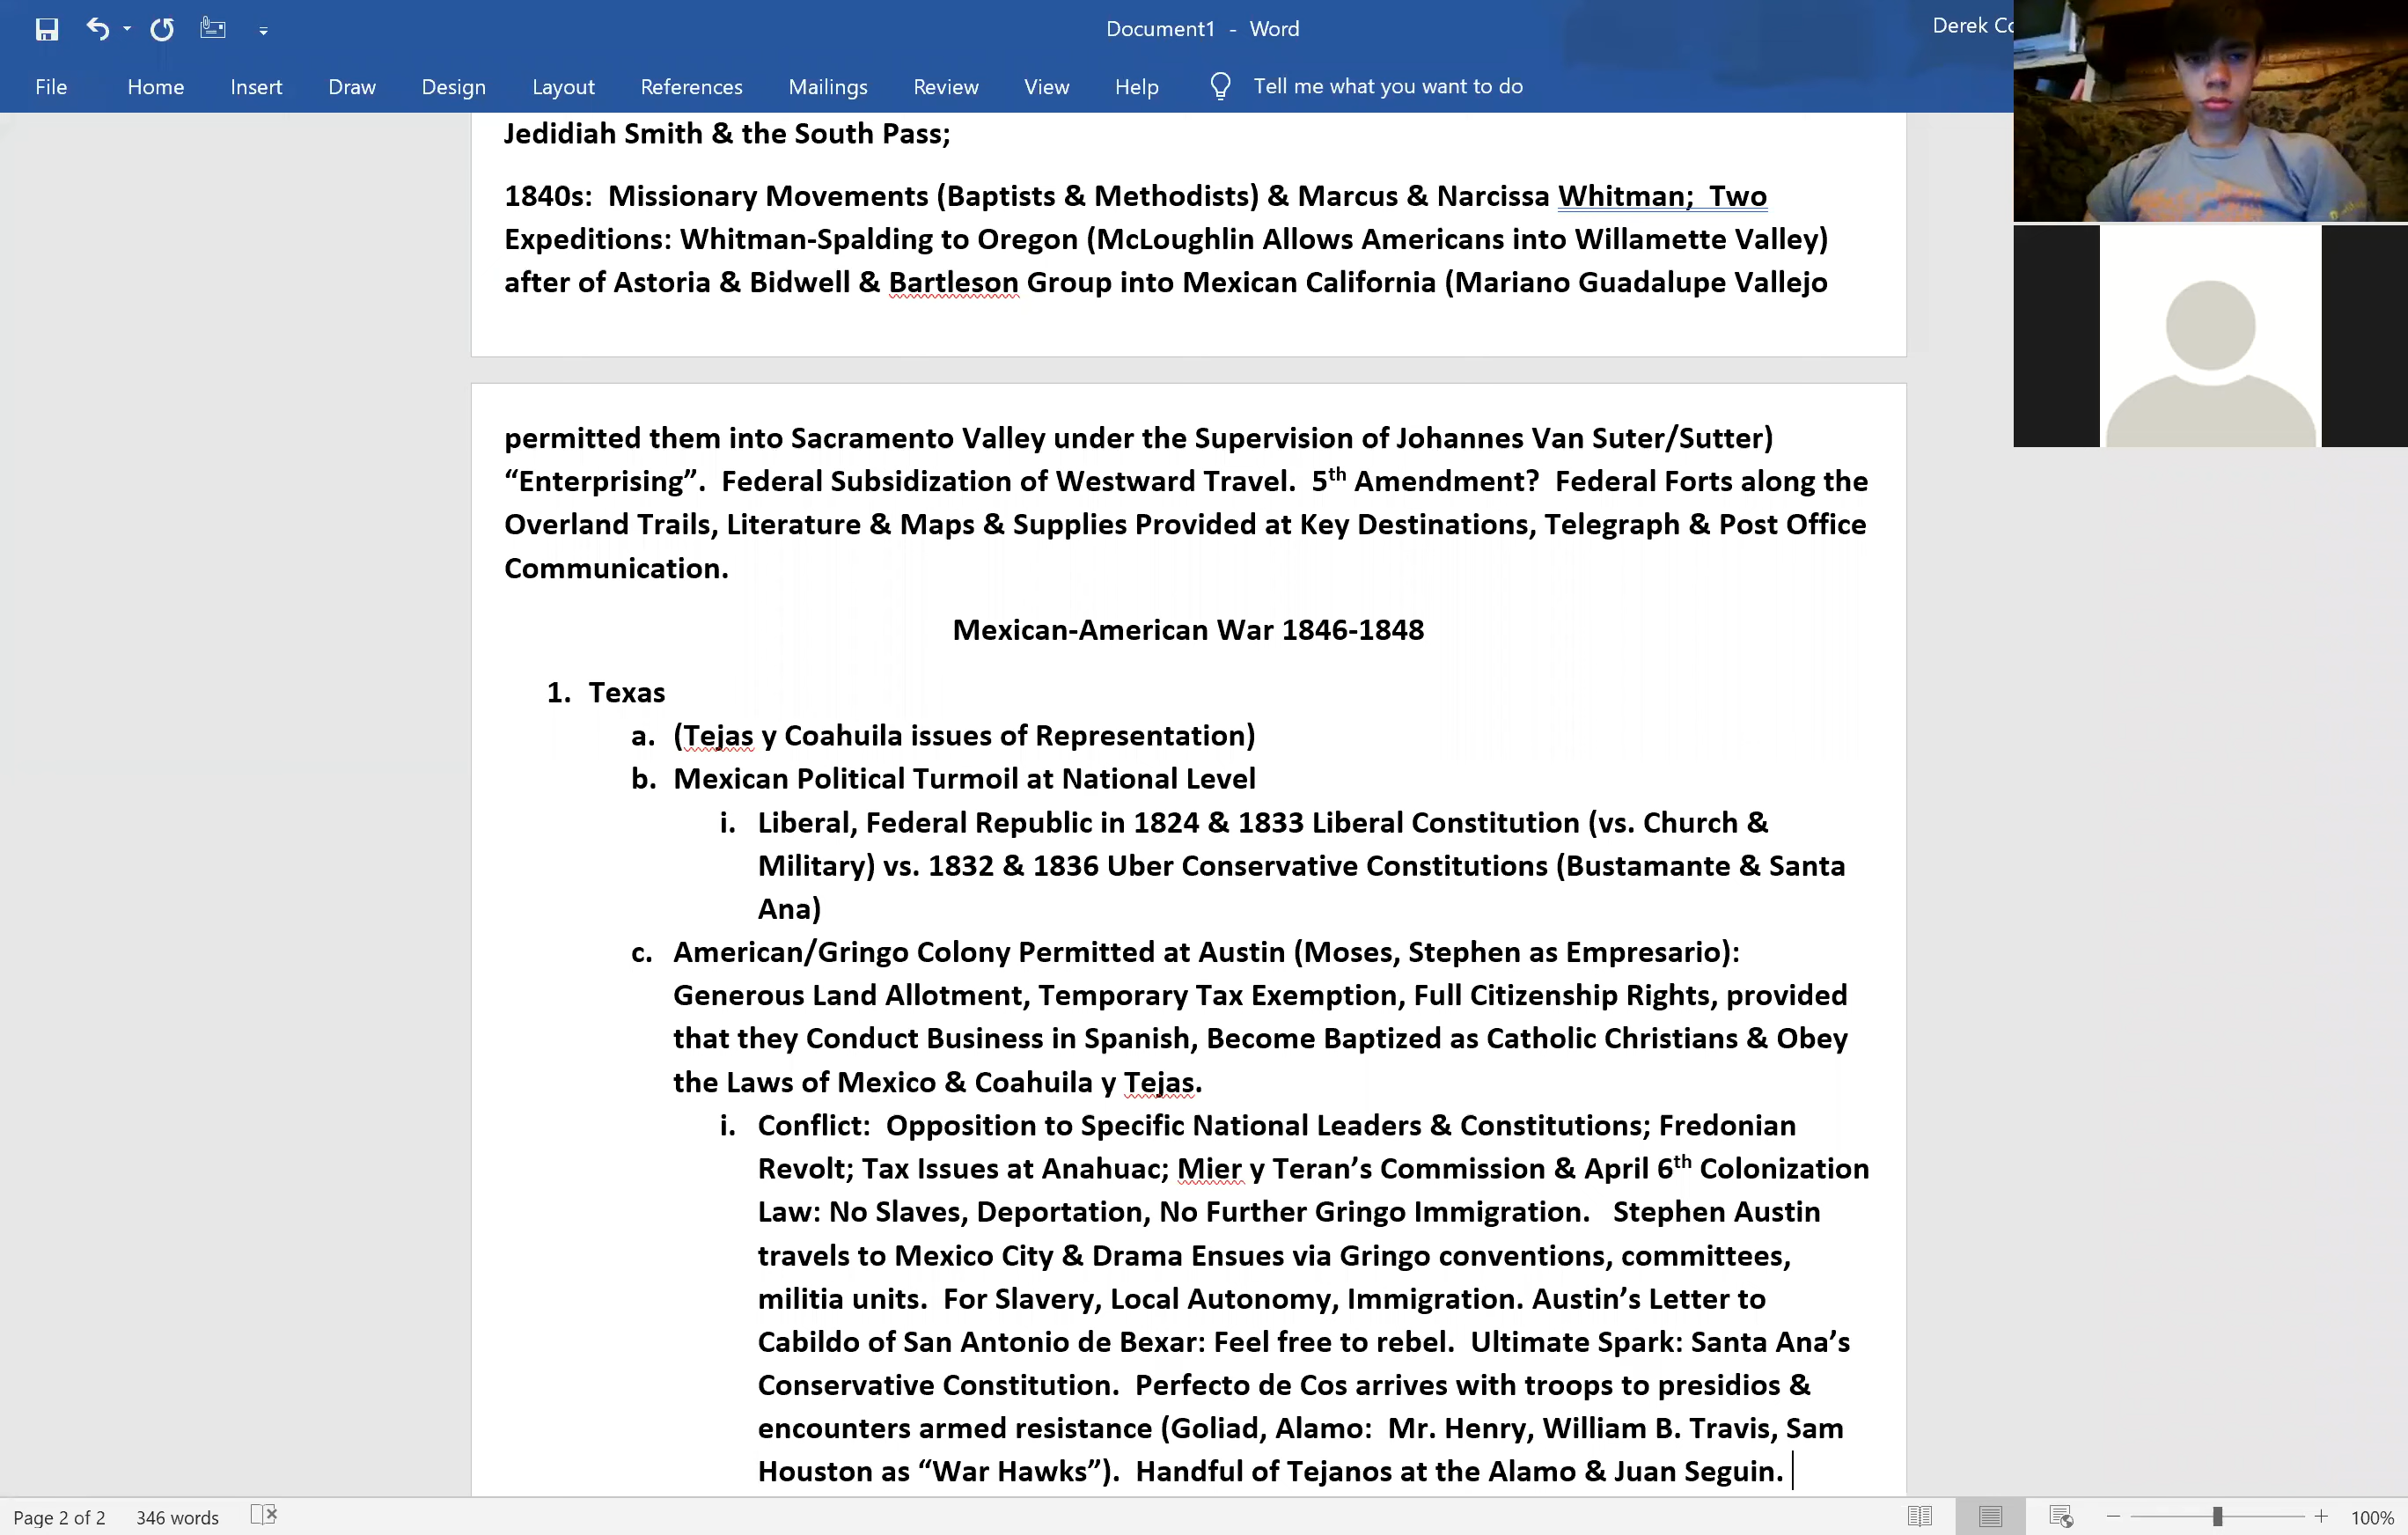 Document1 - Word
Derek Co
File Home Insert Draw Design Layout References Mailings Review View Help Tell me what you want to do
Jedidiah Smith & the South Pass;
1840s: Missionary Movements (Baptists & Methodists) & Marcus & Narcissa Whitman; Two
Expeditions: Whitman-Spalding to Oregon (McLoughlin Allows Americans into Willamette Valley)
after of Astoria & Bidwell & Bartleson Group into Mexican California (Mariano Guadalupe Vallejo
permitted them into Sacramento Valley under the Supervision of Johannes Van Suter/Sutter)
“Enterprising”. Federal Subsidization of Westward Travel. 5th Amendment? Federal Forts along the
Overland Trails, Literature & Maps & Supplies Provided at Key Destinations, Telegraph & Post Office
Communication.
Mexican-American War 1846-1848
1. Texas
a. (Tejas y Coahuila issues of Representation)
b. Mexican Political Turmoil at National Level
i. Liberal, Federal Republic in 1824 & 1833 Liberal Constitution (vs. Church &
Military) vs. 1832 & 1836 Uber Conservative Constitutions (Bustamante & Santa
Ana)
c. American/Gringo Colony Permitted at Austin (Moses, Stephen as Empresario):
Generous Land Allotment, Temporary Tax Exemption, Full Citizenship Rights, provided
that they Conduct Business in Spanish, Become Baptized as Catholic Christians & Obey
the Laws of Mexico & Coahuila y Tejas.
i. Conflict: Opposition to Specific National Leaders & Constitutions; Fredonian
Revolt; Tax Issues at Anahuac; Mier y Teran’s Commission & April 6th Colonization
Law: No Slaves, Deportation, No Further Gringo Immigration. Stephen Austin
travels to Mexico City & Drama Ensues via Gringo conventions, committees,
militia units. For Slavery, Local Autonomy, Immigration. Austin’s Letter to
Cabildo of San Antonio de Bexar: Feel free to rebel. Ultimate Spark: Santa Ana’s
Conservative Constitution. Perfecto de Cos arrives with troops to presidios &
encounters armed resistance (Goliad, Alamo: Mr. Henry, William B. Travis, Sam
Houston as “War Hawks”). Handful of Tejanos at the Alamo & Juan Seguin.
Page 2 of 2 346 words 100%